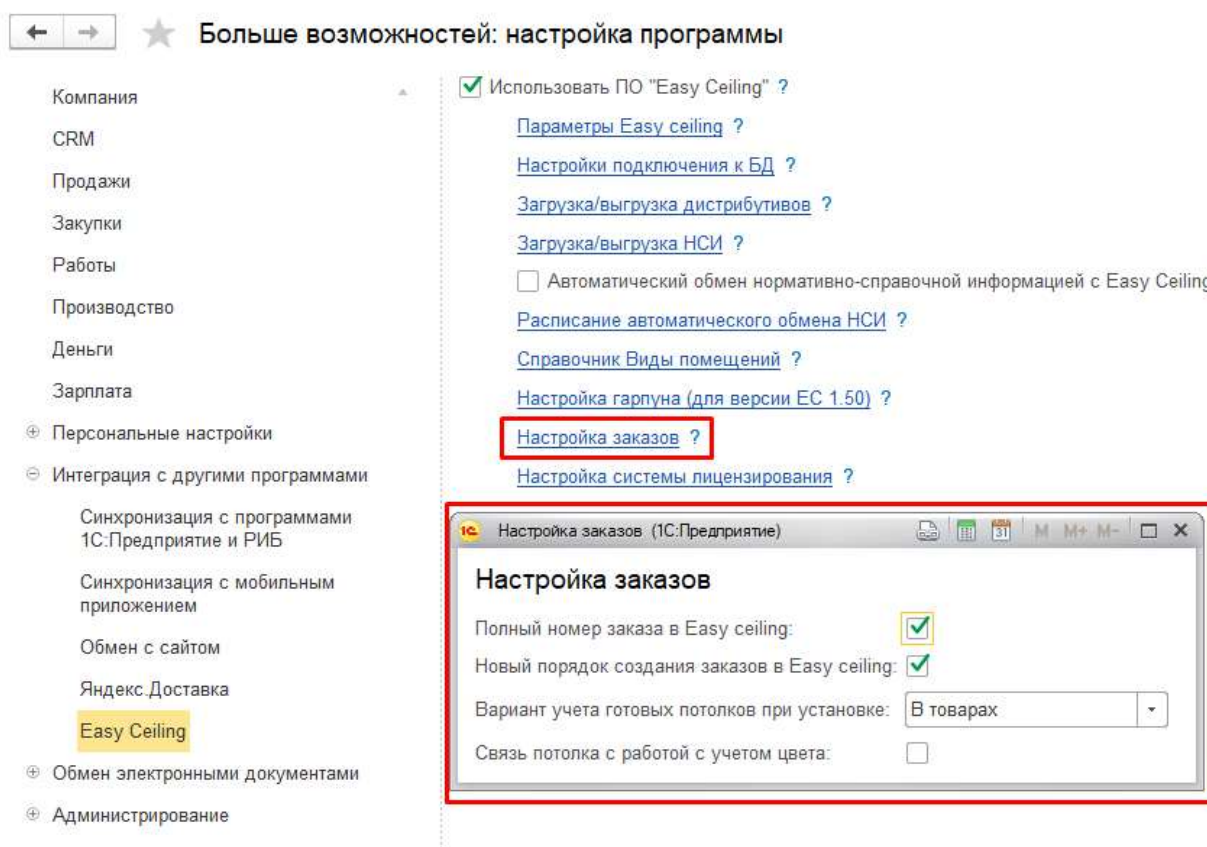 Больше возможностей: настройка программы
Компания
CRM
Продажи
Закупки
Работы
Производство
Деньги
Зарплата
Персональные настройки
Интеграция с другими программами
Синхронизация с программами
1С:Предприятие и РИБ
Синхронизация с мобильным
приложением
Обмен с сайтом
Яндекс.Доставка
Easy Ceiling
Обмен электронными документами
Администрирование
Использовать ПО "Easy Ceiling" ?
Параметры Easy ceiling ?
Настройки подключения к БД ?
Загрузка/выгрузка дистрибутивов ?
Загрузка/выгрузка НСИ ?
Автоматический обмен нормативно-справочной информацией с Easy Ceiling
Расписание автоматического обмена НСИ ?
Справочник Виды помещений ?
Настройка гарпуна (для версии ЕС 1.50) ?
Настройка заказов ?
Настройка системы лицензирования ?
1С Настройка заказов (1С:Предприятие) 31 M M+ M-
Настройка заказов
Полный номер заказа в Easy ceiling:
Новый порядок создания заказов в Easy ceiling:
Вариант учета готовых потолков при установке: В товарах
Связь потолка с работой с учетом цвета: